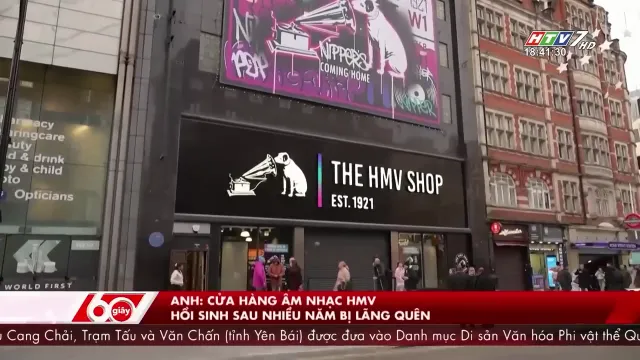 HTV7 HD
18:41:30
W1
NIPPERS
COMING HOME
THE HMV SHOP
EST. 1921
Opticians
WORLD FIRST
4K
60 giây
ANH: CỬA HÀNG ÂM NHẠC HMV
HỒI SINH SAU NHIỀU NĂM BỊ LÃNG QUÊN
Cang Chải, Trạm Tấu và Văn Chấn (tỉnh Yên Bái) được đưa vào Danh mục Di sản Văn hóa Phi vật thể